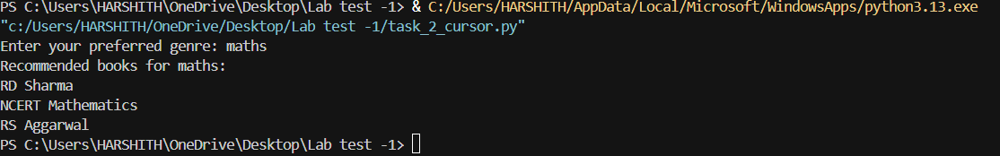 PS C:\Users\HARSHITH\OneDrive\Desktop\Lab test -1> & C:/Users/HARSHITH/AppData/Local/Microsoft/WindowsApps/python3.13.exe
"c:/Users/HARSHITH/OneDrive/Desktop/Lab test -1/task_2_cursor.py"
Enter your preferred genre: maths
Recommended books for maths:
RD Sharma
NCERT Mathematics
RS Aggarwal
PS C:\Users\HARSHITH\OneDrive\Desktop\Lab test -1>